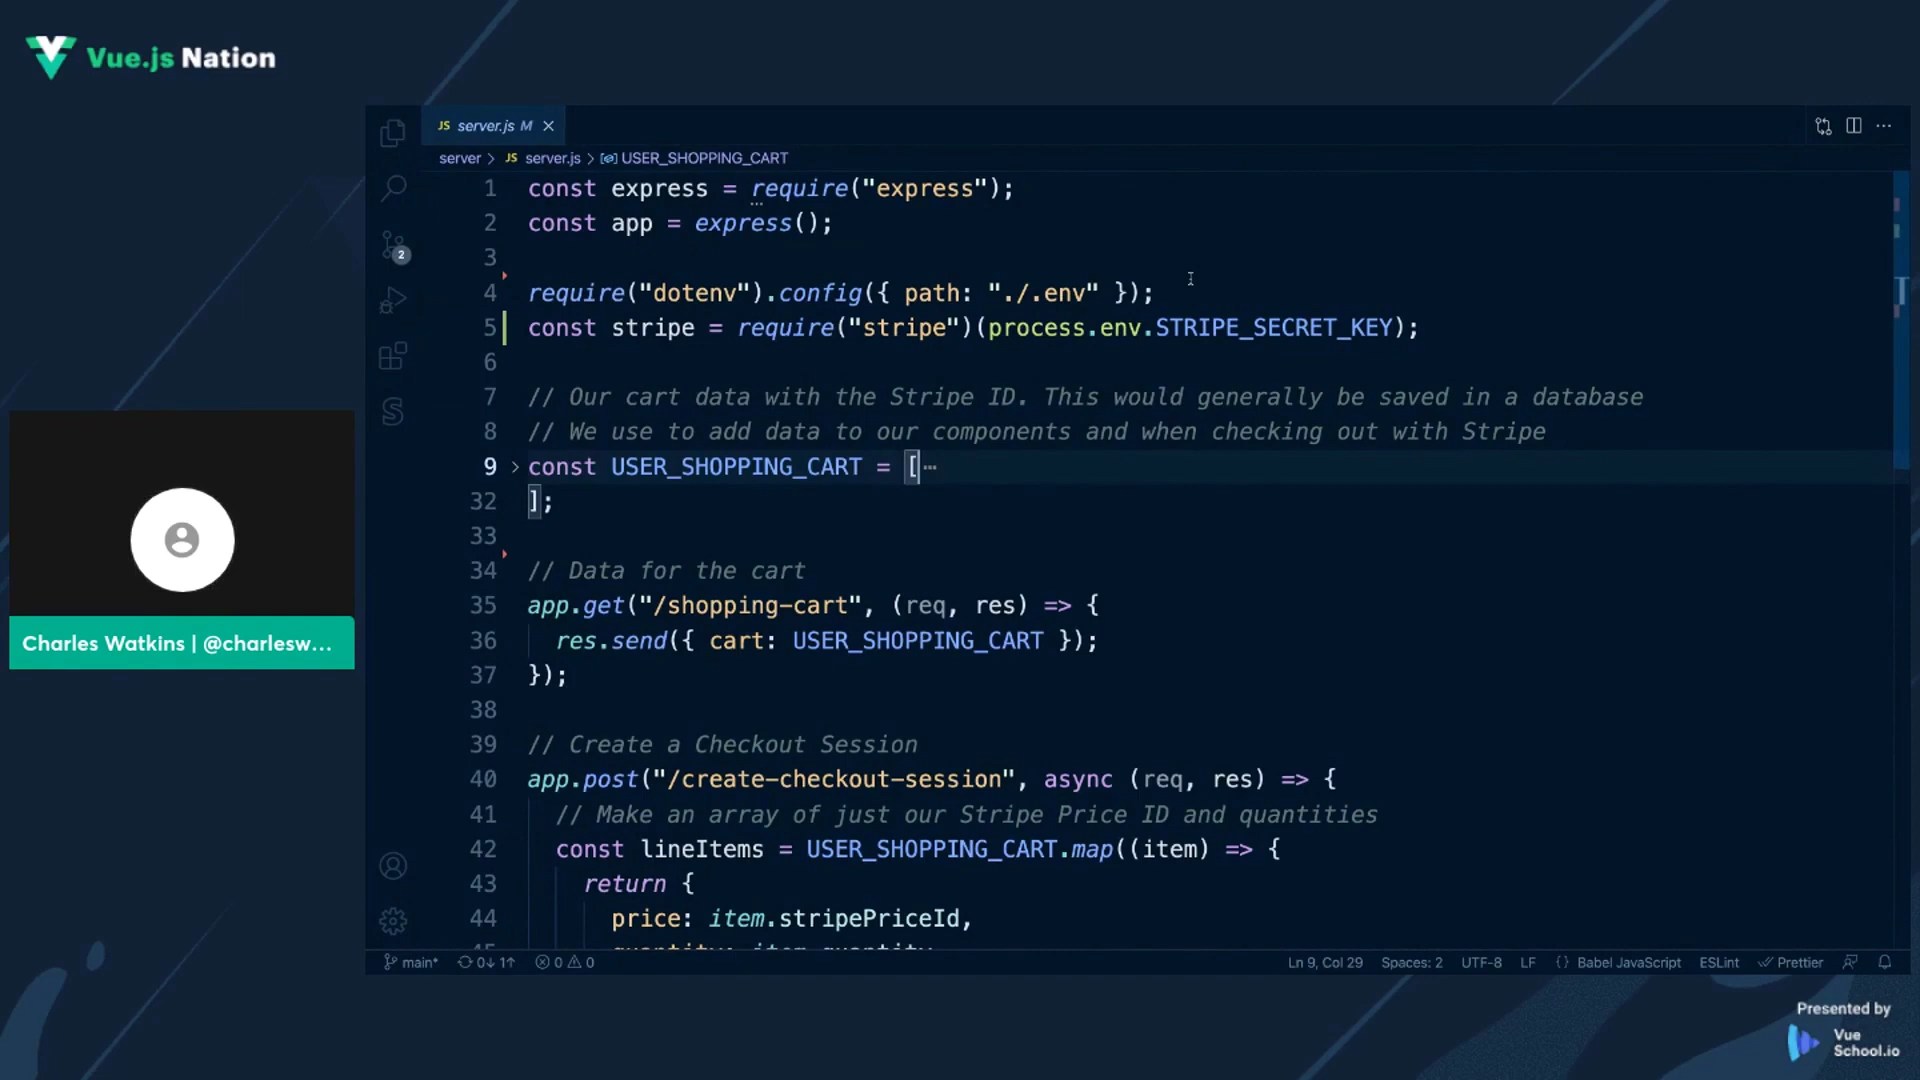 Vue.js Nation
JS server.js M
server > JS server.js > USER_SHOPPING_CART
1 const express = require("express");
2 const app = express();
3
4 require("dotenv").config({ path: "./.env" });
5 const stripe = require("stripe")(process.env.STRIPE_SECRET_KEY);
6
7 // Our cart data with the Stripe ID. This would generally be saved in a database
8 // We use to add data to our components and when checking out with Stripe
9 const USER_SHOPPING_CART = [⋯
32 ];
33
34 // Data for the cart
35 app.get("/shopping-cart", (req, res) => {
36 res.send({ cart: USER_SHOPPING_CART });
37 });
38
39 // Create a Checkout Session
40 app.post("/create-checkout-session", async (req, res) => {
41 // Make an array of just our Stripe Price ID and quantities
42 const lineItems = USER_SHOPPING_CART.map((item) => {
43 return {
44 price: item.stripePriceId,
45 quantity: item.quantity
2
Charles Watkins | @charlesw...
main* 0↓ 1↑ 0 0 Ln 9, Col 29 Spaces: 2 UTF-8 LF {} Babel JavaScript ESLint Prettier
Presented by
Vue
School.io